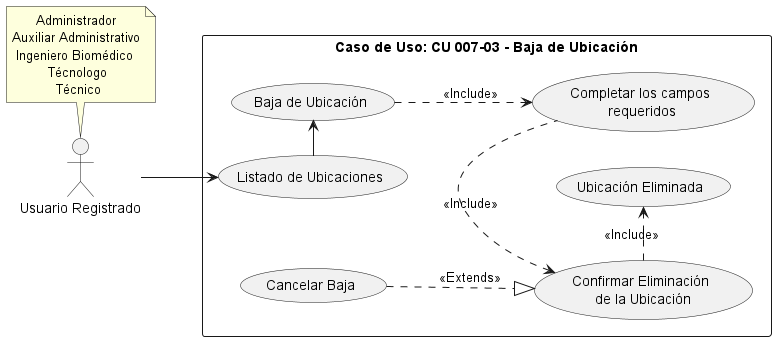 Administrador
Auxiliar Administrativo
Ingeniero Biomédico
Técnologo
Técnico
Usuario Registrado
Caso de Uso: CU 007-03 - Baja de Ubicación
Baja de Ubicación
«Include»
Completar los campos
requeridos
Listado de Ubicaciones
«Include»
Ubicación Eliminada
«Include»
Cancelar Baja
«Extends»
Confirmar Eliminación
de la Ubicación